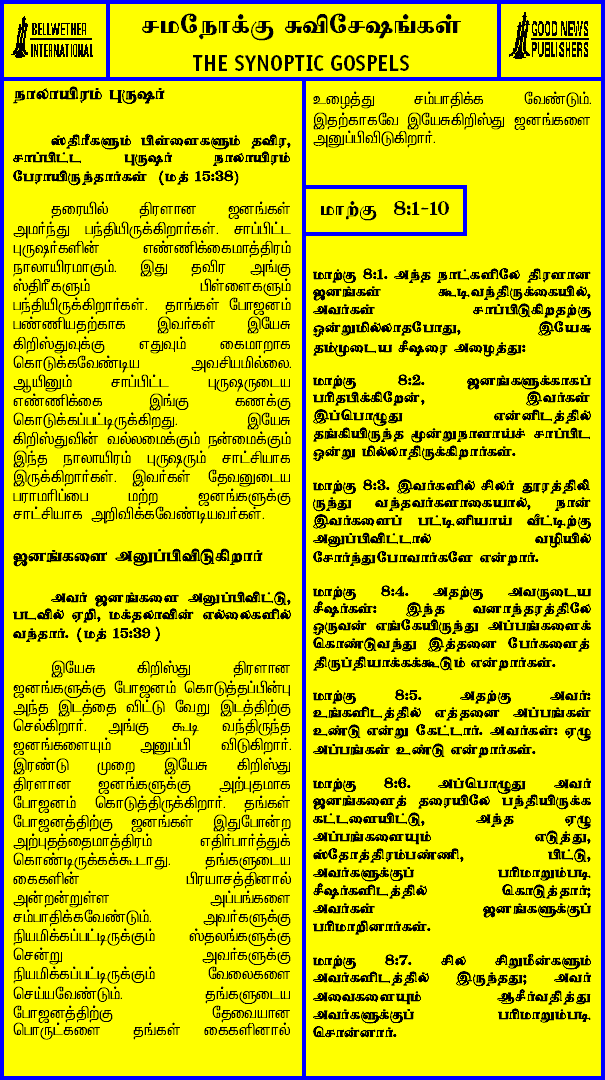 BELLWETHER
INTERNATIONAL
சமநோக்கு சுவிசேஷங்கள்
THE SYNOPTIC GOSPELS
GOOD NEWS
PUBLISHERS
நாலாயிரம் புருஷர்
ஸ்திரீகளும் பிள்ளைகளும் தவிர,
சாப்பிட்ட புருஷர் நாலாயிரம்
பேராயிருந்தார்கள் (மத் 15:38)
தரையில் திரளான ஜனங்கள்
அமர்ந்து பந்தியிருக்கிறார்கள். சாப்பிட்ட
புருஷர்களின் எண்ணிக்கைமாத்திரம்
நாலாயிரமாகும். இது தவிர அங்கு
ஸ்திரீகளும் பிள்ளைகளும்
பந்தியிருக்கிறார்கள். தாங்கள் போஜனம்
பண்ணியதற்காக இவர்கள் இயேசு
கிறிஸ்துவுக்கு எதுவும் கைமாறாக
கொடுக்கவேண்டிய அவசியமில்லை.
ஆயினும் சாப்பிட்ட புருஷருடைய
எண்ணிக்கை இங்கு கணக்கு
கொடுக்கப்பட்டிருக்கிறது. இயேசு
கிறிஸ்துவின் வல்லமைக்கும் நன்மைக்கும்
இந்த நாலாயிரம் புருஷரும் சாட்சியாக
இருக்கிறார்கள். இவர்கள் தேவனுடைய
பராமரிப்பை மற்ற ஜனங்களுக்கு
சாட்சியாக அறிவிக்கவேண்டியவர்கள்.
ஜனங்களை அனுப்பிவிடுகிறார்
அவர் ஜனங்களை அனுப்பிவிட்டு,
படவில் ஏறி, மக்தலாவின் எல்லைகளில்
வந்தார். (மத் 15:39 )
இயேசு கிறிஸ்து திரளான
ஜனங்களுக்கு போஜனம் கொடுத்தப்பின்பு
அந்த இடத்தை விட்டு வேறு இடத்திற்கு
செல்கிறார். அங்கு கூடி வந்திருந்த
ஜனங்களையும் அனுப்பி விடுகிறார்.
இரண்டு முறை இயேசு கிறிஸ்து
திரளான ஜனங்களுக்கு அற்புதமாக
போஜனம் கொடுத்திருக்கிறார். தங்கள்
போஜனத்திற்கு ஜனங்கள் இதுபோன்ற
அற்புதத்தைமாத்திரம் எதிர்பார்த்துக்
கொண்டிருக்கக்கூடாது. தங்களுடைய
கைகளின் பிரயாசத்தினால்
அன்றன்றுள்ள அப்பங்களை
சம்பாதிக்கவேண்டும். அவர்களுக்கு
நியமிக்கப்பட்டிருக்கும் ஸ்தலங்களுக்கு
சென்று அவர்களுக்கு
நியமிக்கப்பட்டிருக்கும் வேலைகளை
செய்யவேண்டும். தங்களுடைய
போஜனத்திற்கு தேவையான
பொருட்களை தங்கள் கைகளினால்
உழைத்து சம்பாதிக்க வேண்டும்.
இதற்காகவே இயேசுகிறிஸ்து ஜனங்களை
அனுப்பிவிடுகிறார்.
மாற்கு 8:1-10
மாற்கு 8:1. அந்த நாட்களிலே திரளான
ஜனங்கள் கூடிவந்திருக்கையில்,
அவர்கள் சாப்பிடுகிறதற்கு
ஒன்றுமில்லாதபோது, இயேசு
தம்முடைய சீஷரை அழைத்து:
மாற்கு 8:2. ஜனங்களுக்காகப்
பரிதபிக்கிறேன், இவர்கள்
இப்பொழுது என்னிடத்தில்
தங்கியிருந்த மூன்றுநாளாய்ச் சாப்பிட
ஒன்று மில்லாதிருக்கிறார்கள்.
மாற்கு 8:3. இவர்களில் சிலர் தூரத்திலி
ருந்து வந்தவர்களாகையால், நான்
இவர்களைப் பட்டினியாய் வீட்டிற்கு
அனுப்பிவிட்டால் வழியில்
சோர்ந்துபோவார்களே என்றார்.
மாற்கு 8:4. அதற்கு அவருடைய
சீஷர்கள்: இந்த வனாந்தரத்திலே
ஒருவன் எங்கேயிருந்து அப்பங்களைக்
கொண்டுவந்து இத்தனை பேர்களைத்
திருப்தியாக்கக்கூடும் என்றார்கள்.
மாற்கு 8:5. அதற்கு அவர்:
உங்களிடத்தில் எத்தனை அப்பங்கள்
உண்டு என்று கேட்டார். அவர்கள்: ஏழு
அப்பங்கள் உண்டு என்றார்கள்.
மாற்கு 8:6. அப்பொழுது அவர்
ஜனங்களைத் தரையிலே பந்தியிருக்க
கட்டளையிட்டு, அந்த ஏழு
அப்பங்களையும் எடுத்து,
ஸ்தோத்திரம்பண்ணி, பிட்டு,
அவர்களுக்குப் பரிமாறும்படி
சீஷர்களிடத்தில் கொடுத்தார்;
அவர்கள் ஜனங்களுக்குப்
பரிமாறினார்கள்.
மாற்கு 8:7. சில சிறுமீன்களும்
அவர்களிடத்தில் இருந்தது; அவர்
அவைகளையும் ஆசீர்வதித்து
அவர்களுக்குப் பரிமாறும்படி
சொன்னார்.